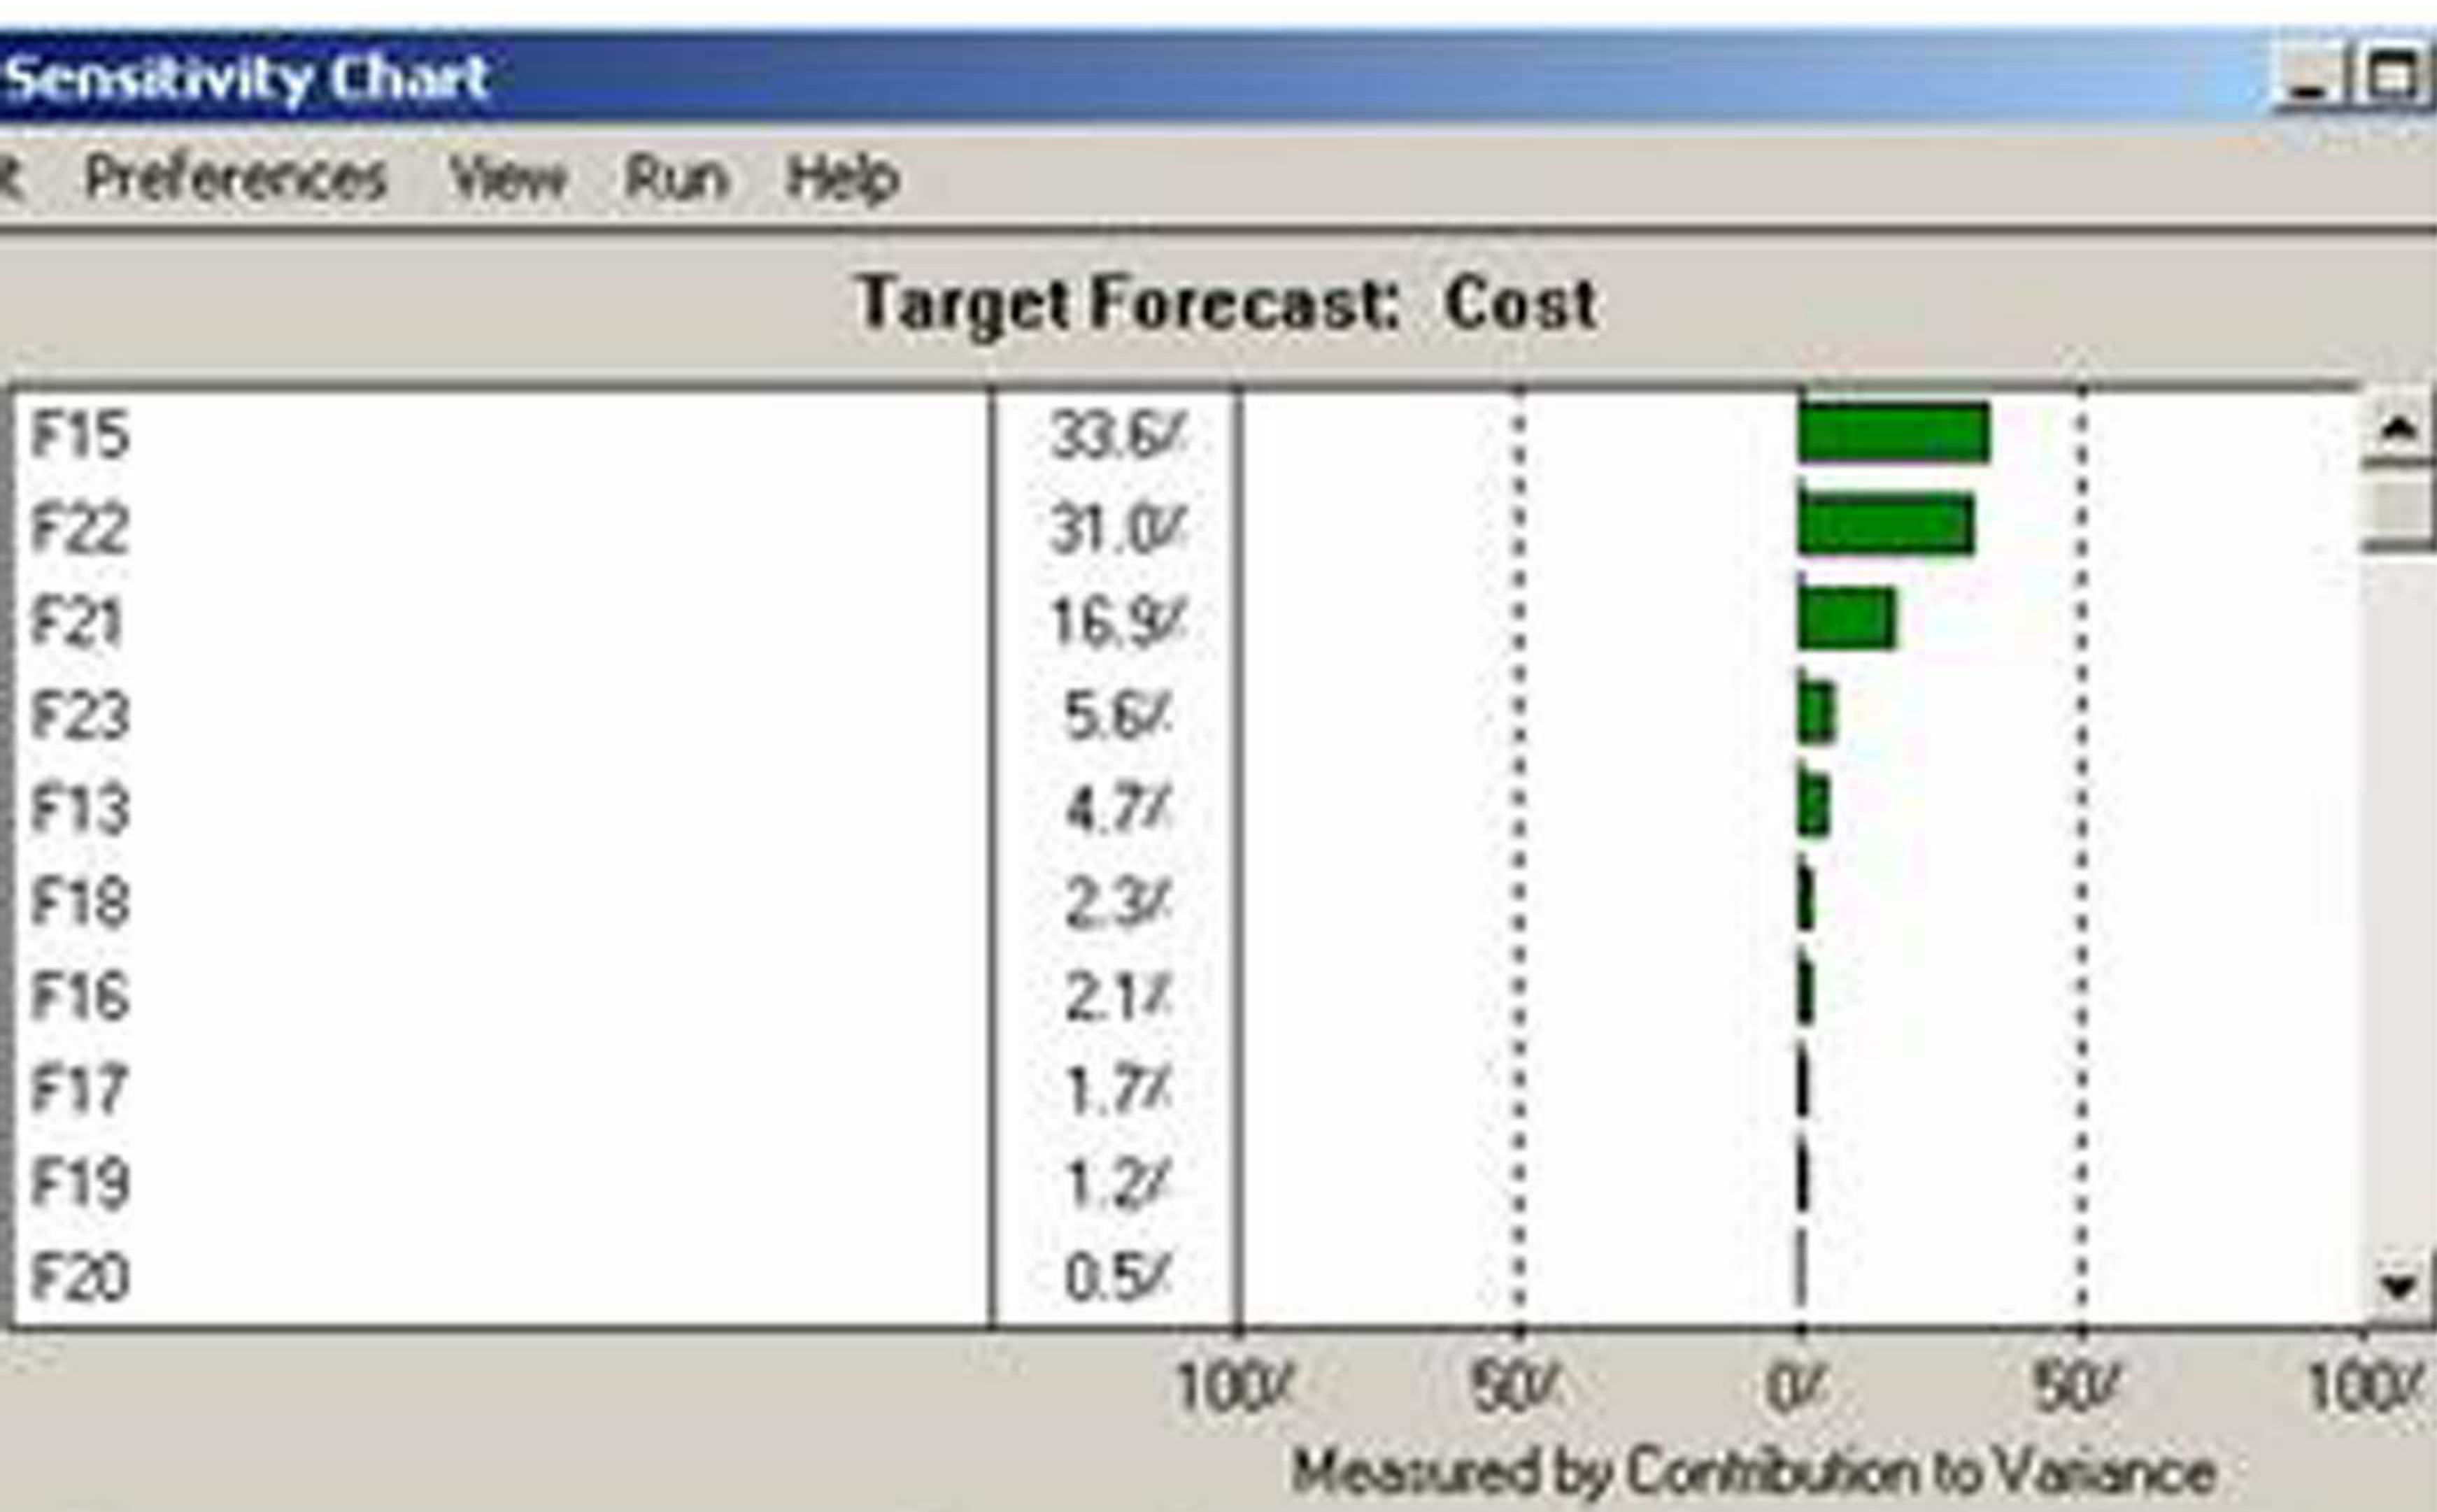 Sensitivity Chart
t Preferences View Run Help
Target Forecast: Cost
F15 33.6%
F22 31.0%
F21 16.9%
F23 5.6%
F13 4.7%
F18 2.3%
F16 2.1%
F17 1.7%
F19 1.2%
F20 0.5%
100% 50% 0% 50% 100%
Measured by Contribution to Variance